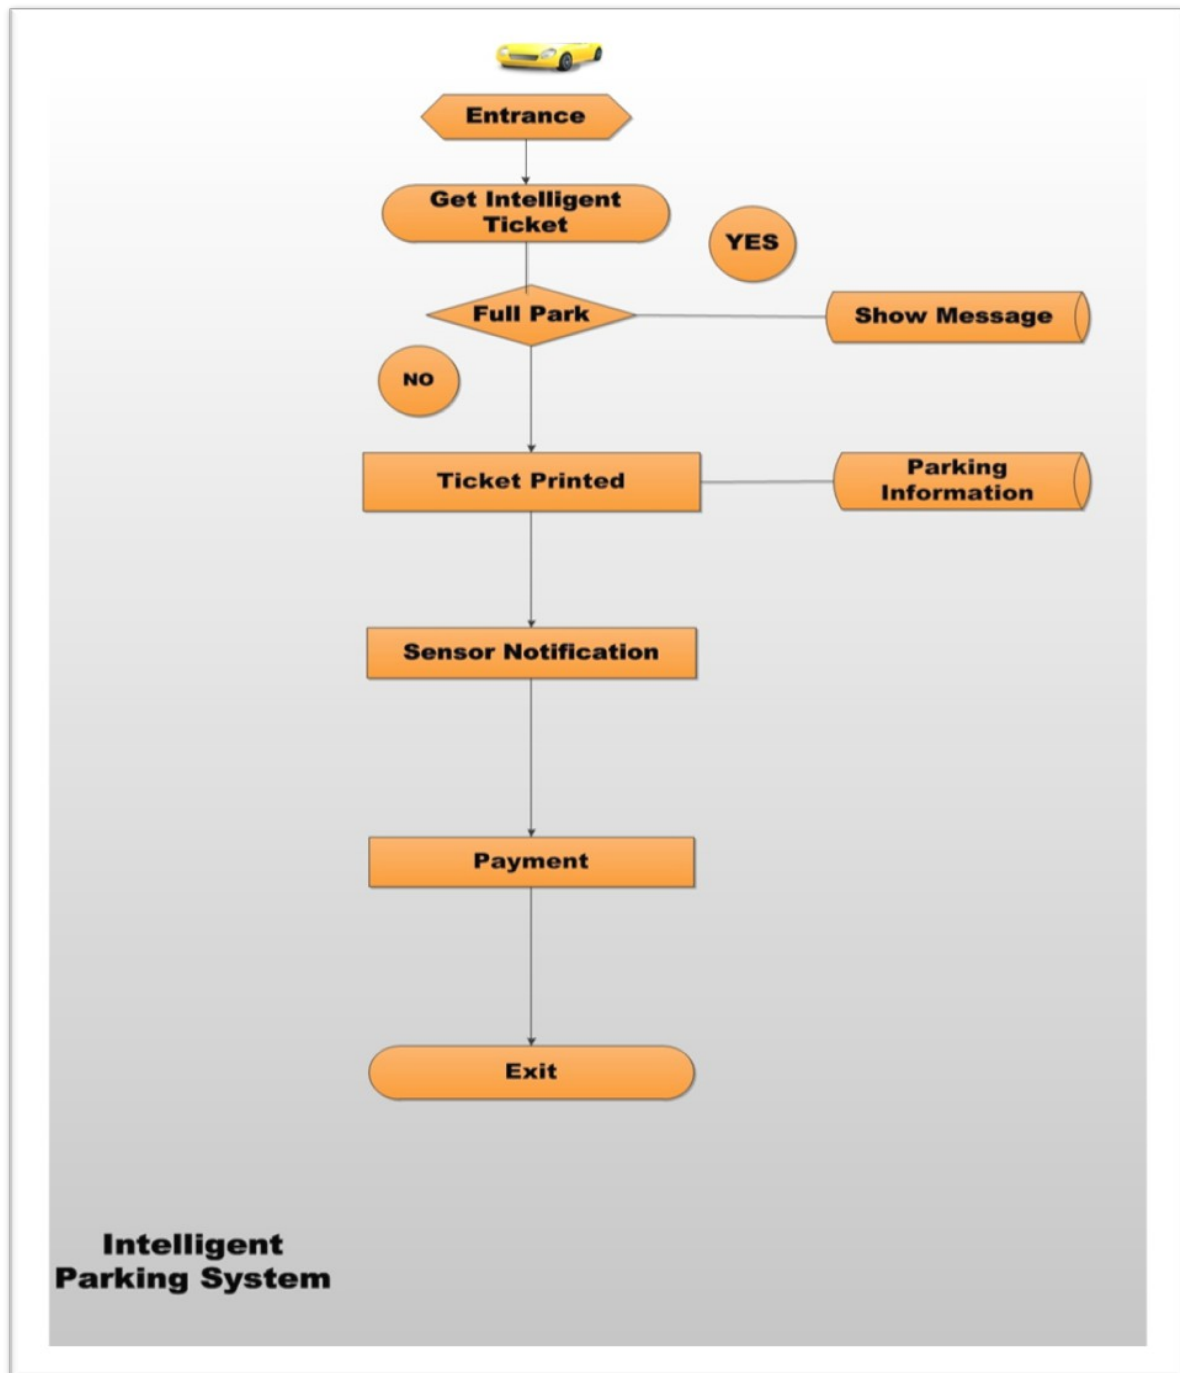 Entrance
Get Intelligent
Ticket
YES
Full Park
Show Message
NO
Ticket Printed
Parking
Information
Sensor Notification
Payment
Exit
Intelligent
Parking System